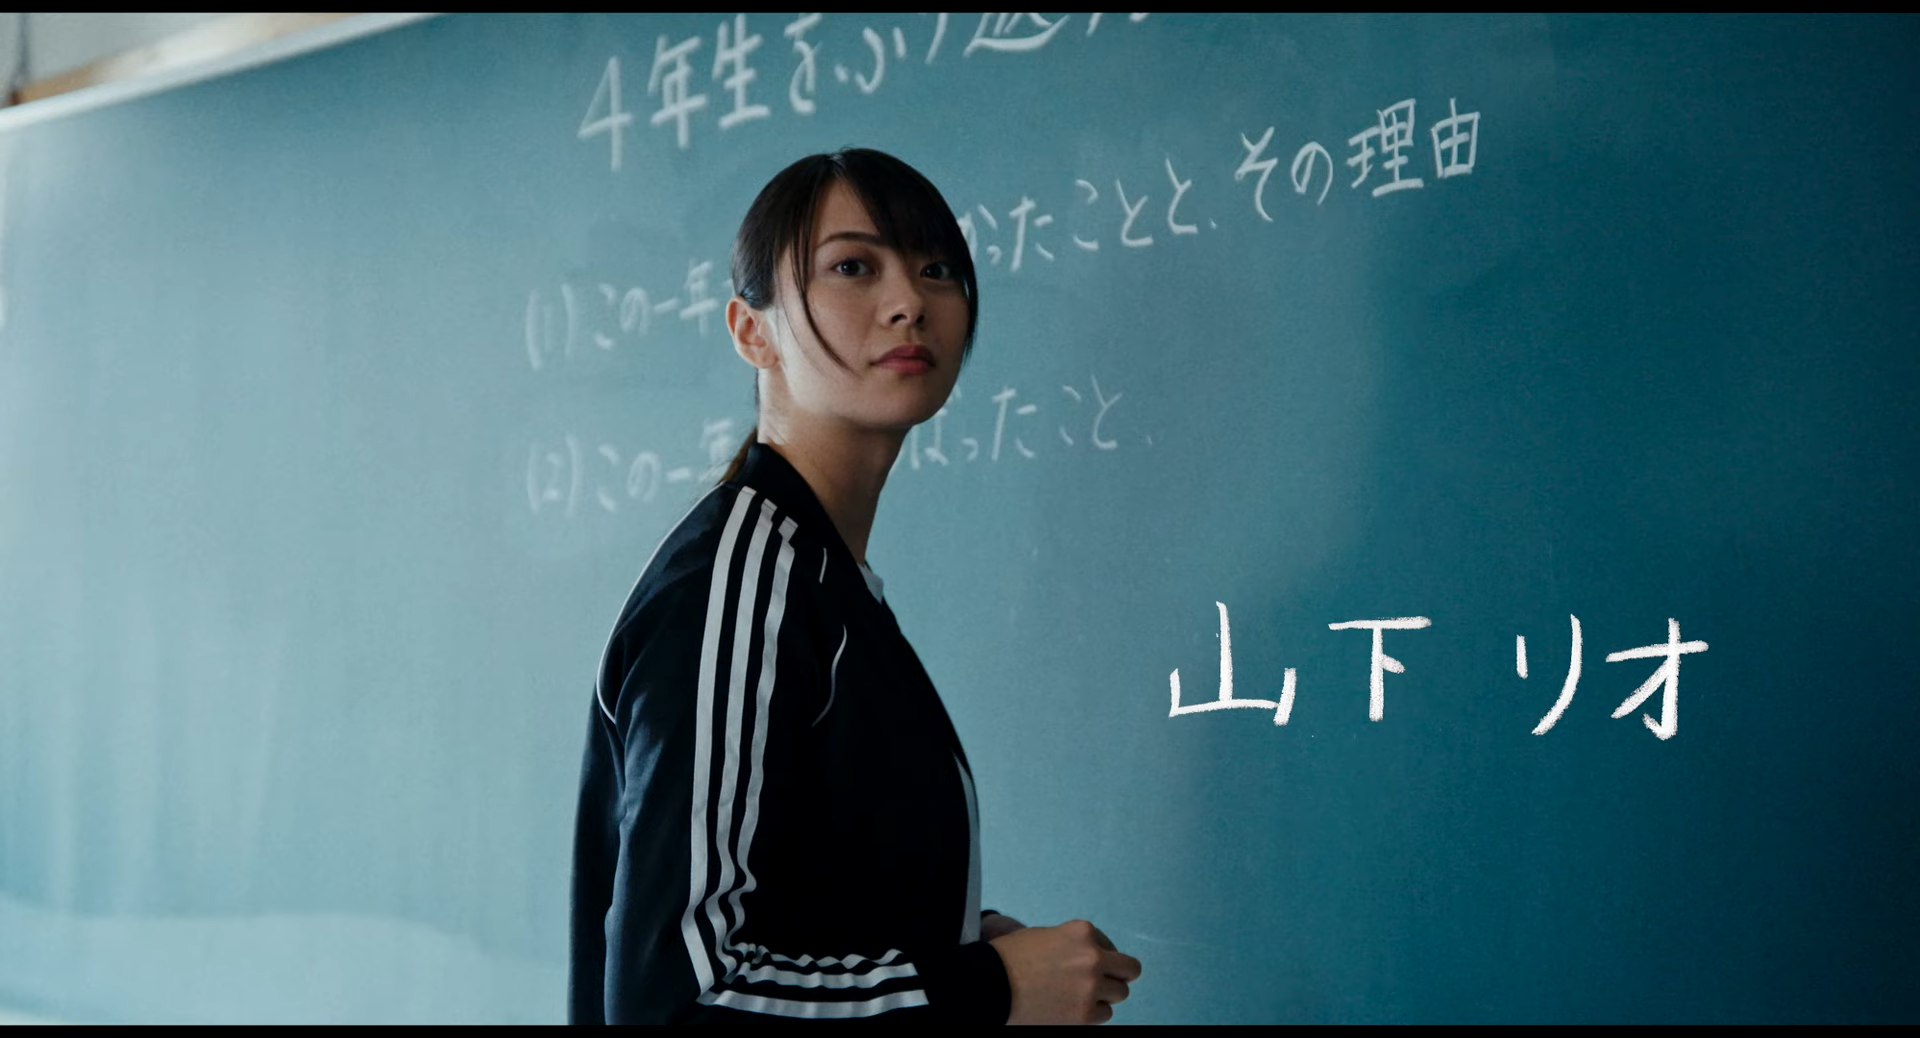 4年生をふり返
(1)この一年 かったことと、その理由
(2)この一年 ばったこと、
山下 リオ